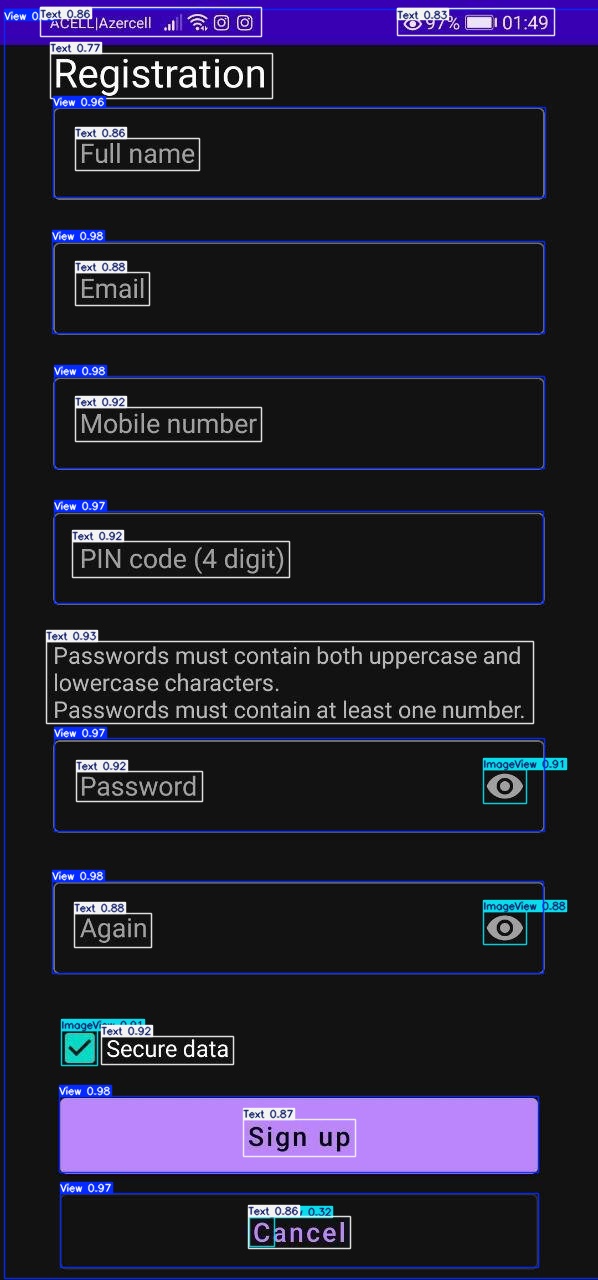 View 0
Text 0.86
Text 0.83
ACELL|Azercell 97% 01:49
Text 0.77
Registration
View 0.96
Text 0.86
Full name
View 0.98
Text 0.88
Email
View 0.98
Text 0.92
Mobile number
View 0.97
Text 0.92
PIN code (4 digit)
Text 0.93
Passwords must contain both uppercase and
lowercase characters.
Passwords must contain at least one number.
View 0.97
Text 0.92
ImageView 0.91
Password
View 0.98
Text 0.88
ImageView 0.88
Again
ImageView 0.91
Text 0.92
Secure data
View 0.98
Text 0.87
Sign up
View 0.97
Text 0.86
0.32
Cancel